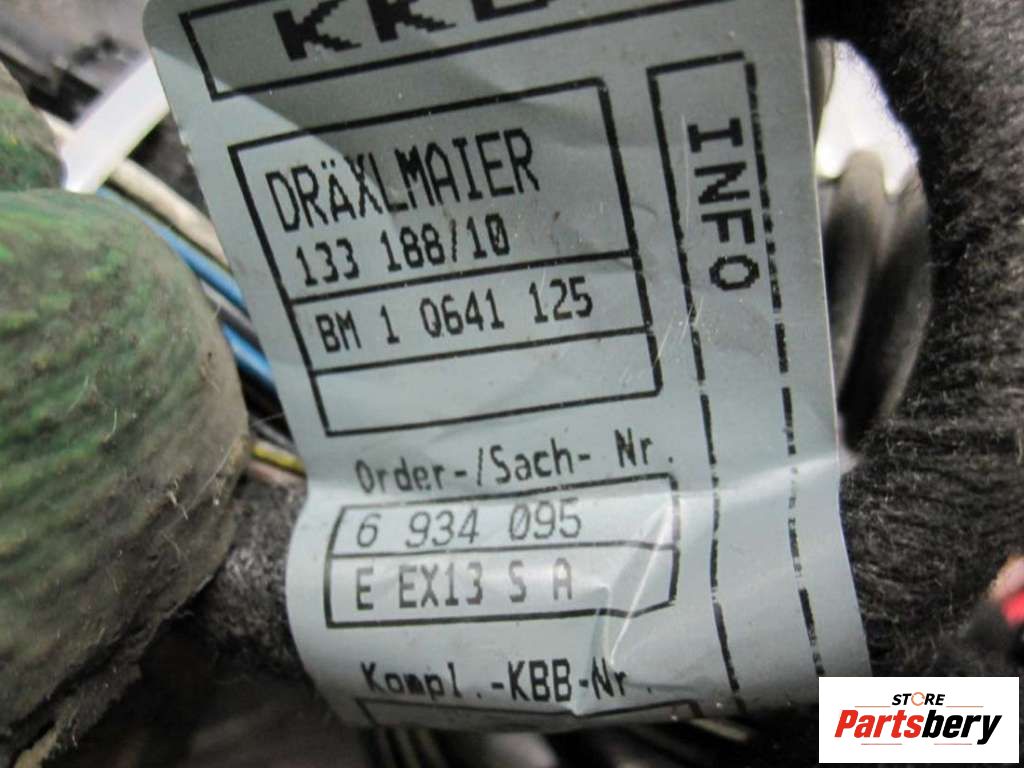 DRÄXLMAIER
133 188/10
BM 1 Q641 125
Order-/Sach- Nr.
6 934 095
E EX13 S A
Kompl.-KBB-Nr.
INFO
STORE
Partsbery